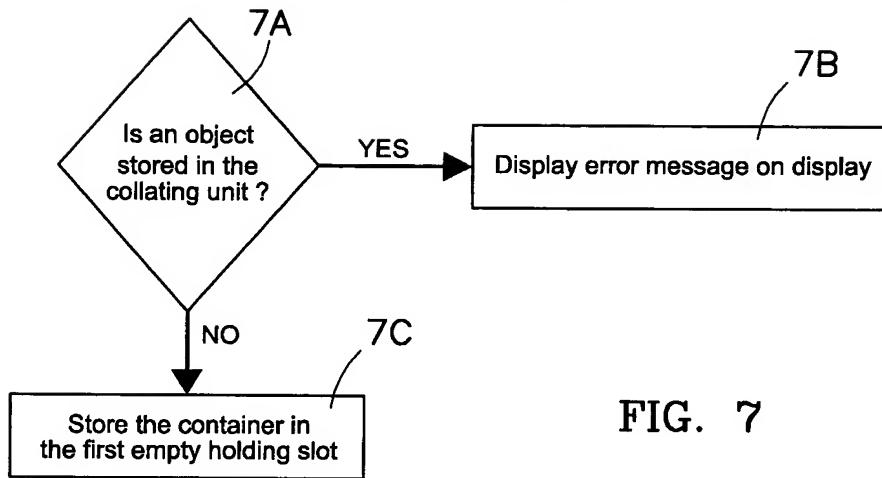 7A
7B
Is an object
stored in the
collating unit ?
YES
Display error message on display
NO
7C
Store the container in
the first empty holding slot
FIG. 7